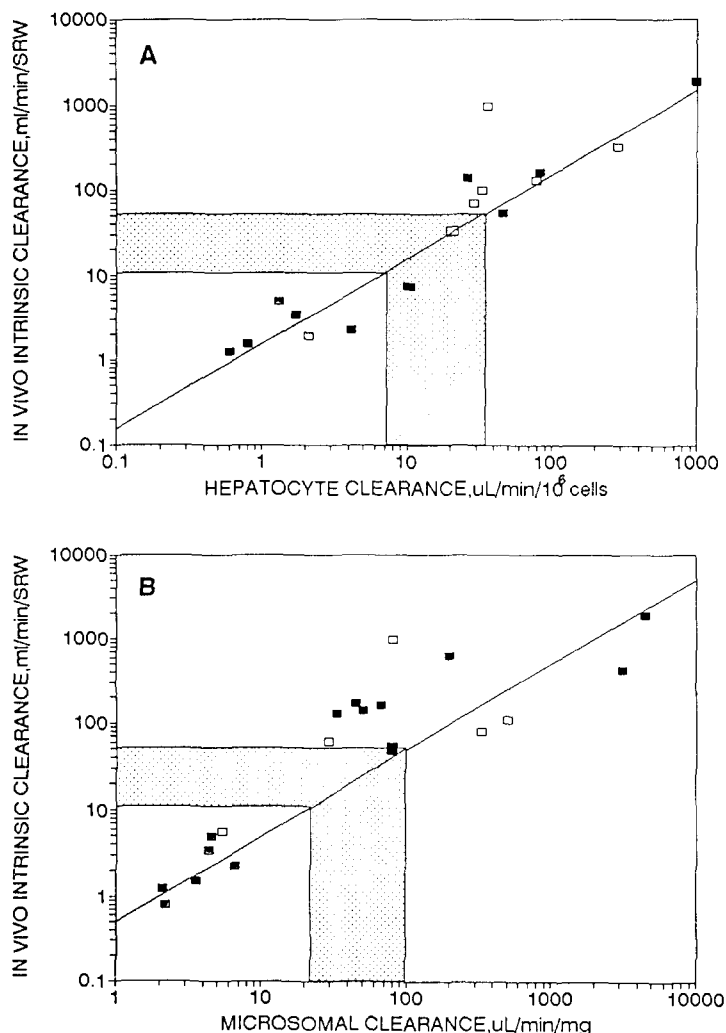 10000
A
1000
100
10
1
0.1
IN VIVO INTRINSIC CLEARANCE,ml/min/SRW
0.1 1 10 100 1000
HEPATOCYTE CLEARANCE,uL/min/10⁶ cells
10000
B
1000
100
10
1
0.1
IN VIVO INTRINSIC CLEARANCE,ml/min/SRW
1 10 100 1000 10000
MICROSOMAL CLEARANCE,uL/min/mg